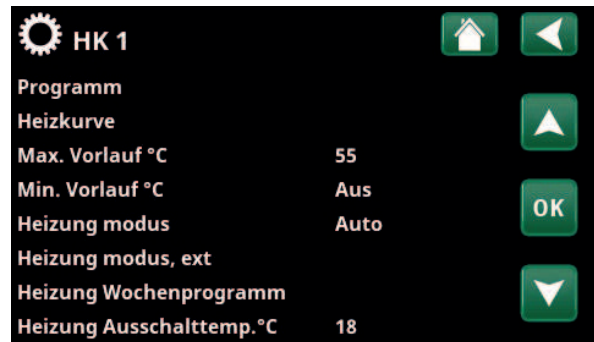 HK 1
Programm
Heizkurve
Max. Vorlauf °C 55
Min. Vorlauf °C Aus
Heizung modus Auto
OK
Heizung modus, ext
Heizung Wochenprogramm
Heizung Ausschalttemp.°C 18